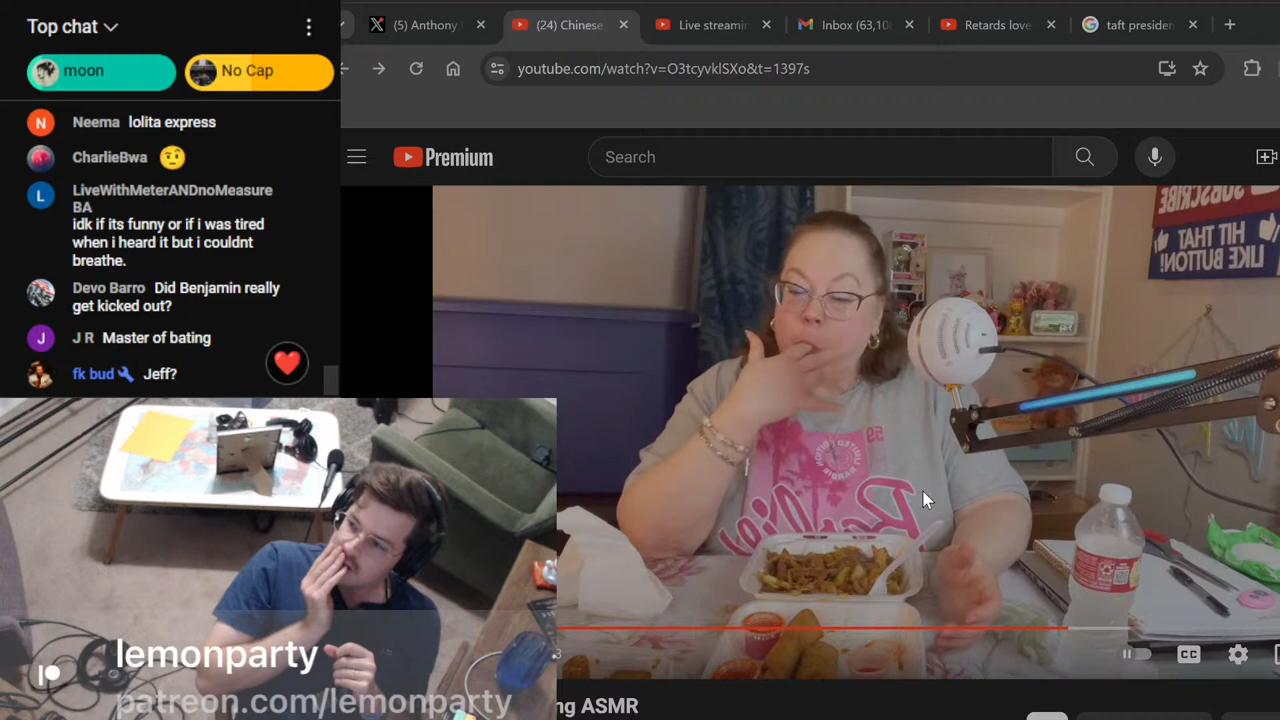 Top chat
moon
No Cap
N Neema lolita express
CharlieBwa
L LiveWithMeterANDnoMeasure
BA
idk if its funny or if i was tired
when i heard it but i couldnt
breathe.
Devo Barro Did Benjamin really
get kicked out?
J J R Master of bating
fk bud Jeff?
(5) Anthony
(24) Chinese
Live streamin
Inbox (63,10
Retards love
taft presiden
youtube.com/watch?v=O3tcyvklSXo&t=1397s
Premium
Search
SUBSCRIBE
HIT THAT
LIKE BUTTON!
CC
lemonparty
patreon.com/lemonparty
ng ASMR